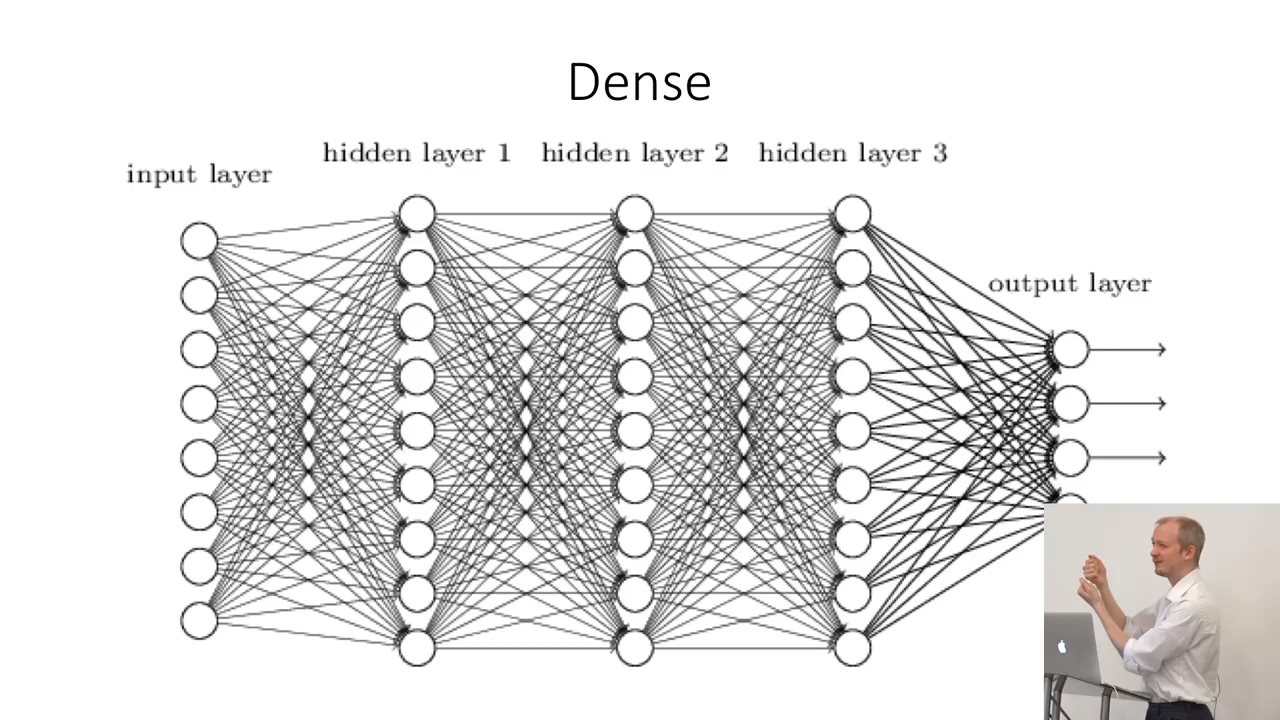 Dense
hidden layer 1
hidden layer 2
hidden layer 3
input layer
output layer